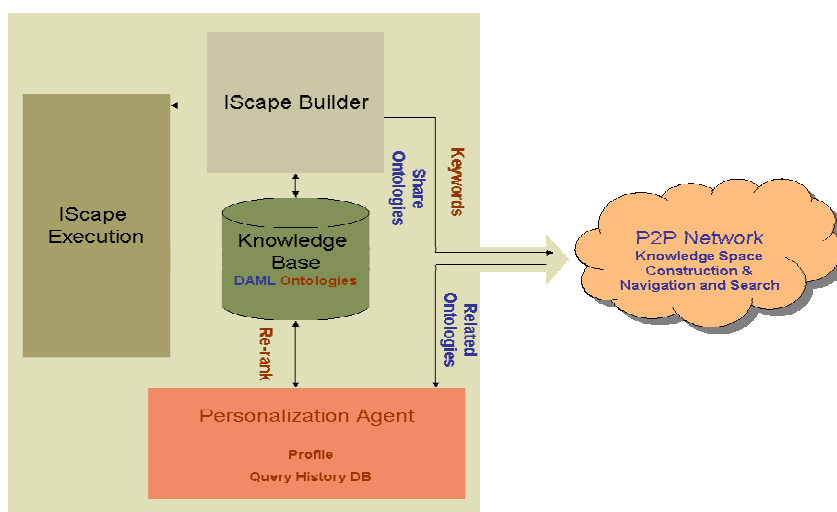 IScape Builder
IScape
Execution
Knowledge
Base
DAML Ontologies
Share
Ontologies
Keywords
P2P Network
Knowledge Space
Construction &
Navigation and Search
Re-rank
Related
Ontologies
Personalization Agent
Profile
Query History DB